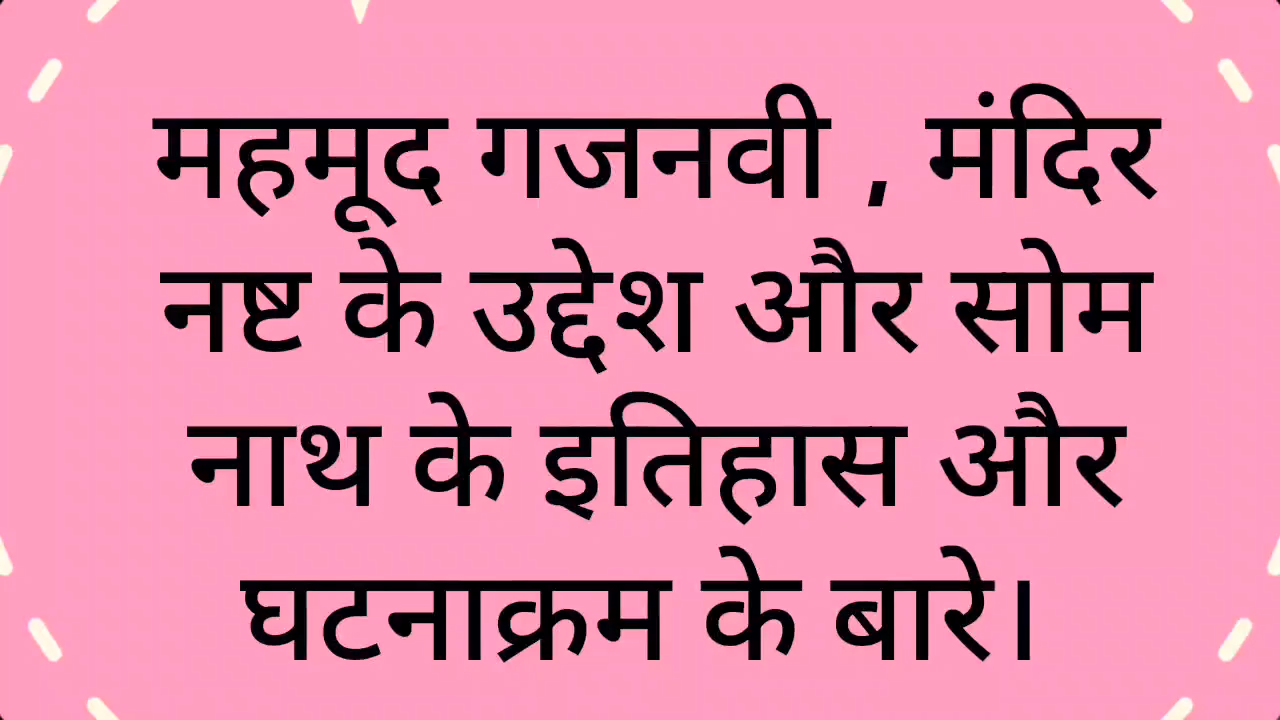 महमूद गजनवी , मंदिर
नष्ट के उद्देश और सोम
नाथ के इतिहास और
घटनाक्रम के बारे।